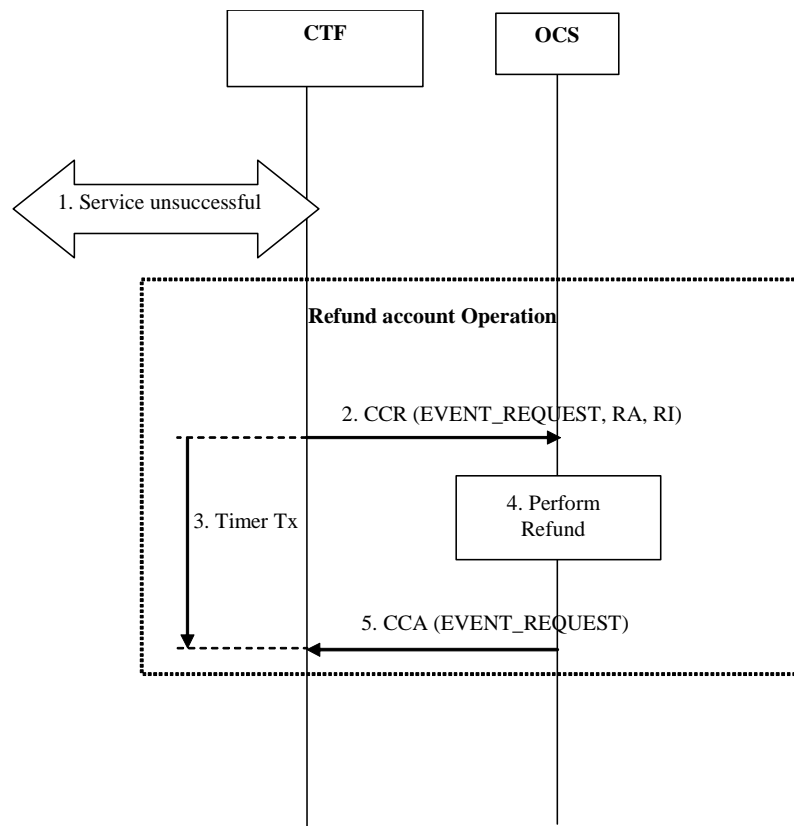 CTF
OCS
1. Service unsuccessful
Refund account Operation
2. CCR (EVENT_REQUEST, RA, RI)
3. Timer Tx
4. Perform
Refund
5. CCA (EVENT_REQUEST)